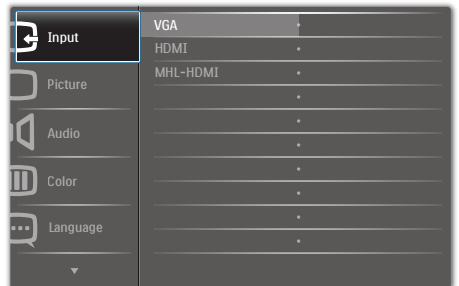 Input
Picture
Audio
Color
Language
VGA
HDMI
MHL-HDMI